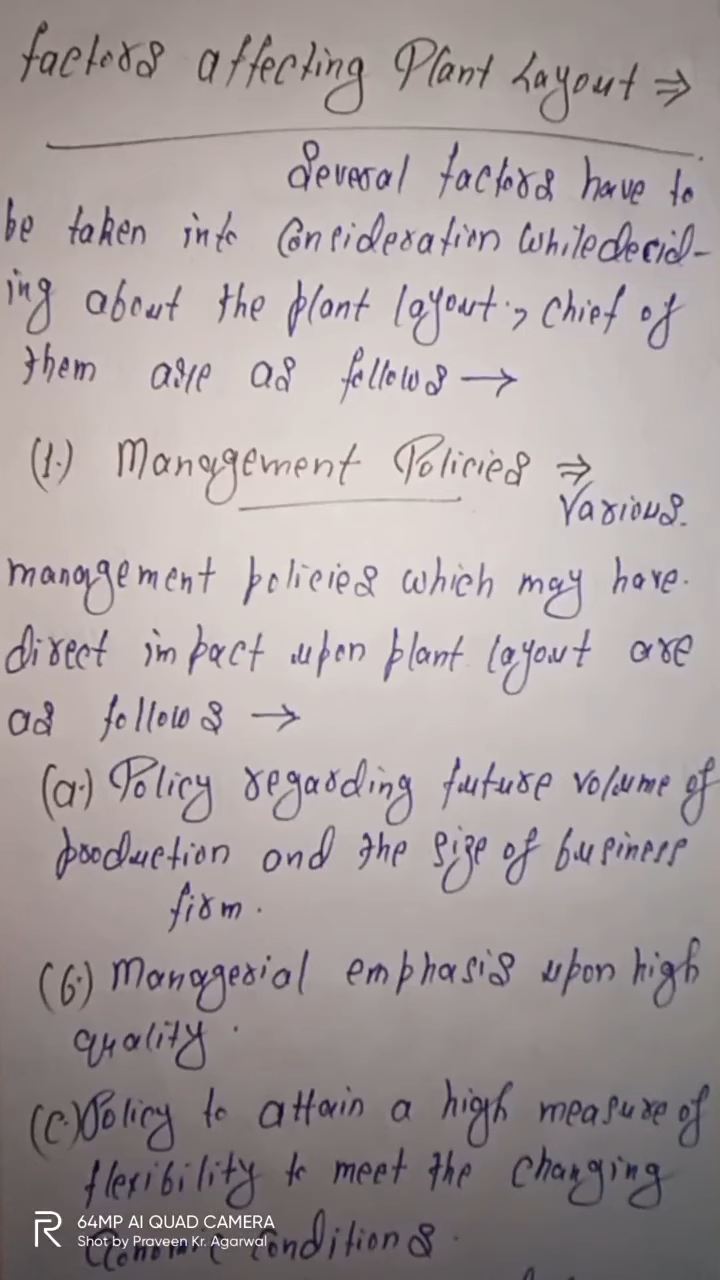 factors affecting Plant Layout ⇒
Several factors have to
be taken into Consideration while decid-
ing about the plant layout., chief of
them are as follows →
(1.) Management Policies ⇒
Various.
management policies which may have.
direct impact upon plant layout are
as follows →
(a.) Policy regarding future volume of
production and the size of business
firm.
(b.) Managerial emphasis upon high
quality.
(C.) Policy to attain a high measure of
flexibility to meet the Changing
Economic Conditions.
64MP AI QUAD CAMERA
Shot by Praveen Kr. Agarwal